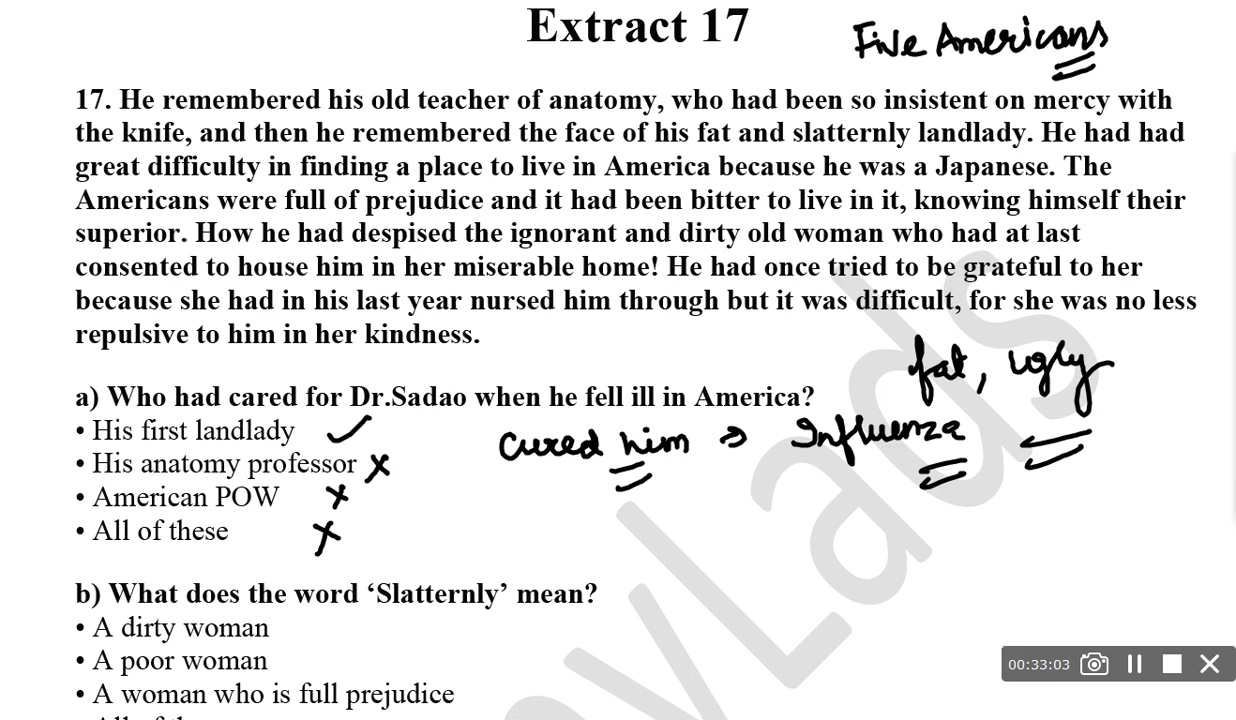 Extract 17
Five Americans
17. He remembered his old teacher of anatomy, who had been so insistent on mercy with
the knife, and then he remembered the face of his fat and slatternly landlady. He had had
great difficulty in finding a place to live in America because he was a Japanese. The
Americans were full of prejudice and it had been bitter to live in it, knowing himself their
superior. How he had despised the ignorant and dirty old woman who had at last
consented to house him in her miserable home! He had once tried to be grateful to her
because she had in his last year nursed him through but it was difficult, for she was no less
repulsive to him in her kindness.
fat, ugly
a) Who had cared for Dr.Sadao when he fell ill in America?
• His first landlady
cured him → Influenza
• His anatomy professor
• American POW
• All of these
b) What does the word ‘Slatternly’ mean?
• A dirty woman
• A poor woman
00:33:03
• A woman who is full prejudice